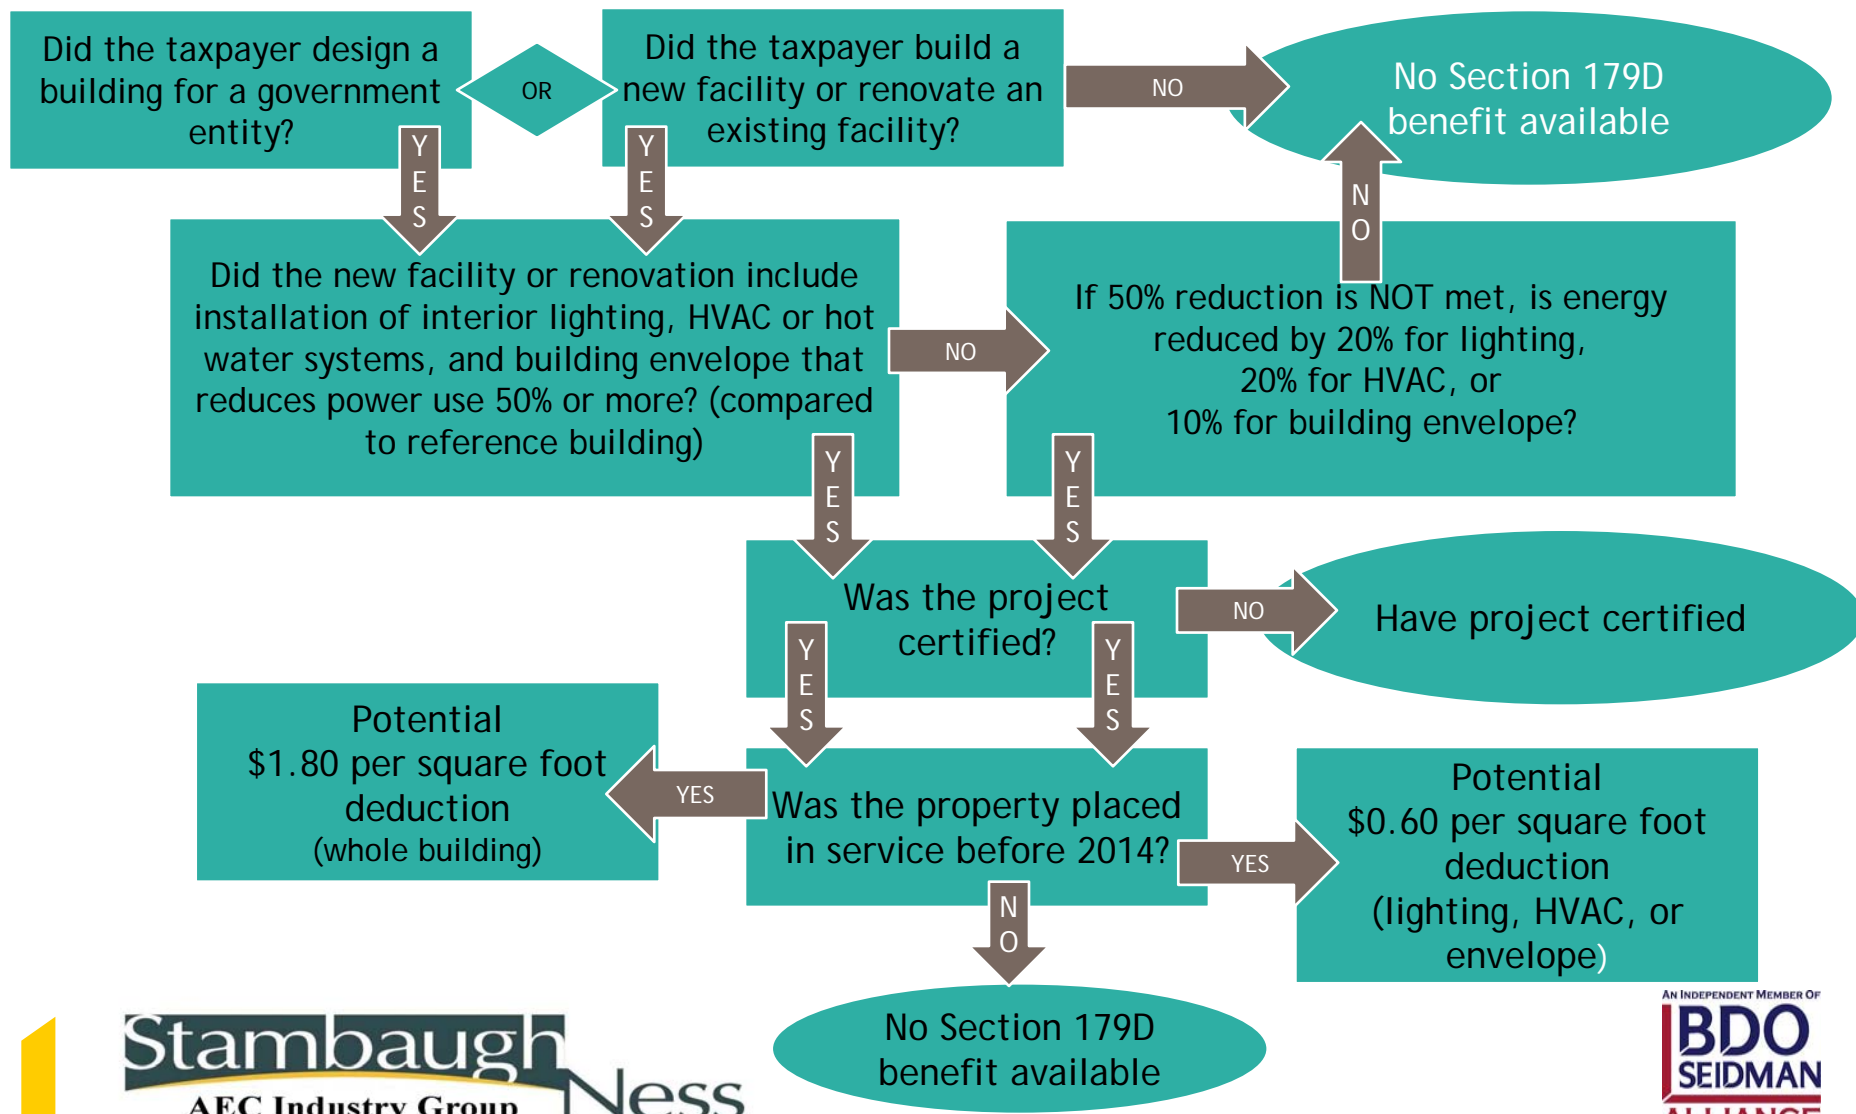 Did the taxpayer design a
building for a government
entity?
OR
Did the taxpayer build a
new facility or renovate an
existing facility?
NO
No Section 179D
benefit available
YES
YES
NO
Did the new facility or renovation include
installation of interior lighting, HVAC or hot
water systems, and building envelope that
reduces power use 50% or more? (compared
to reference building)
NO
If 50% reduction is NOT met, is energy
reduced by 20% for lighting,
20% for HVAC, or
10% for building envelope?
YES
YES
Was the project
certified?
NO
Have project certified
YES
YES
Potential
$1.80 per square foot
deduction
(whole building)
YES
Was the property placed
in service before 2014?
YES
Potential
$0.60 per square foot
deduction
(lighting, HVAC, or
envelope)
NO
No Section 179D
benefit available
Stambaugh
Ness
AEC Industry Group
AN INDEPENDENT MEMBER OF
BDO
SEIDMAN
ALLIANCE